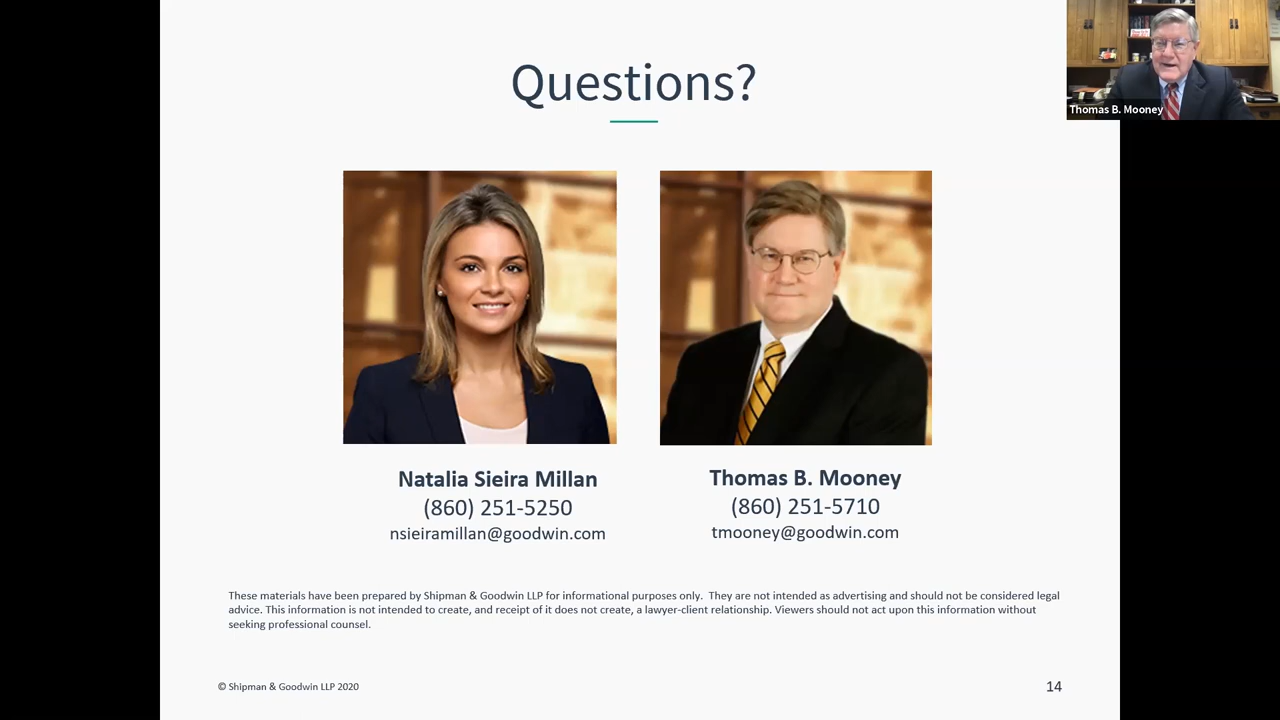 Questions?
Thomas B. Mooney
Natalia Sieira Millan
(860) 251-5250
nsieiramillan@goodwin.com
Thomas B. Mooney
(860) 251-5710
tmooney@goodwin.com
These materials have been prepared by Shipman & Goodwin LLP for informational purposes only.  They are not intended as advertising and should not be considered legal
advice. This information is not intended to create, and receipt of it does not create, a lawyer-client relationship. Viewers should not act upon this information without
seeking professional counsel.
© Shipman & Goodwin LLP 2020
14